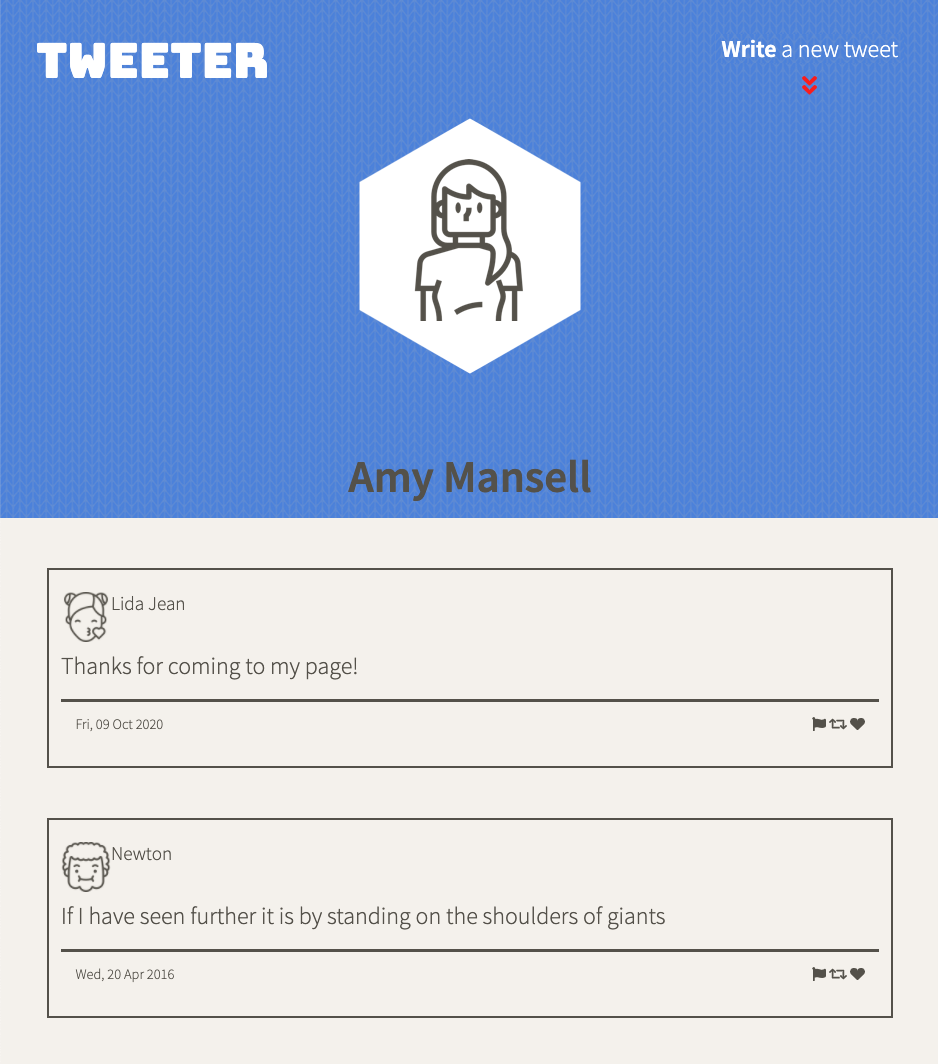 TWEETER
Write a new tweet
Amy Mansell
Lida Jean
Thanks for coming to my page!
Fri, 09 Oct 2020
Newton
If I have seen further it is by standing on the shoulders of giants
Wed, 20 Apr 2016